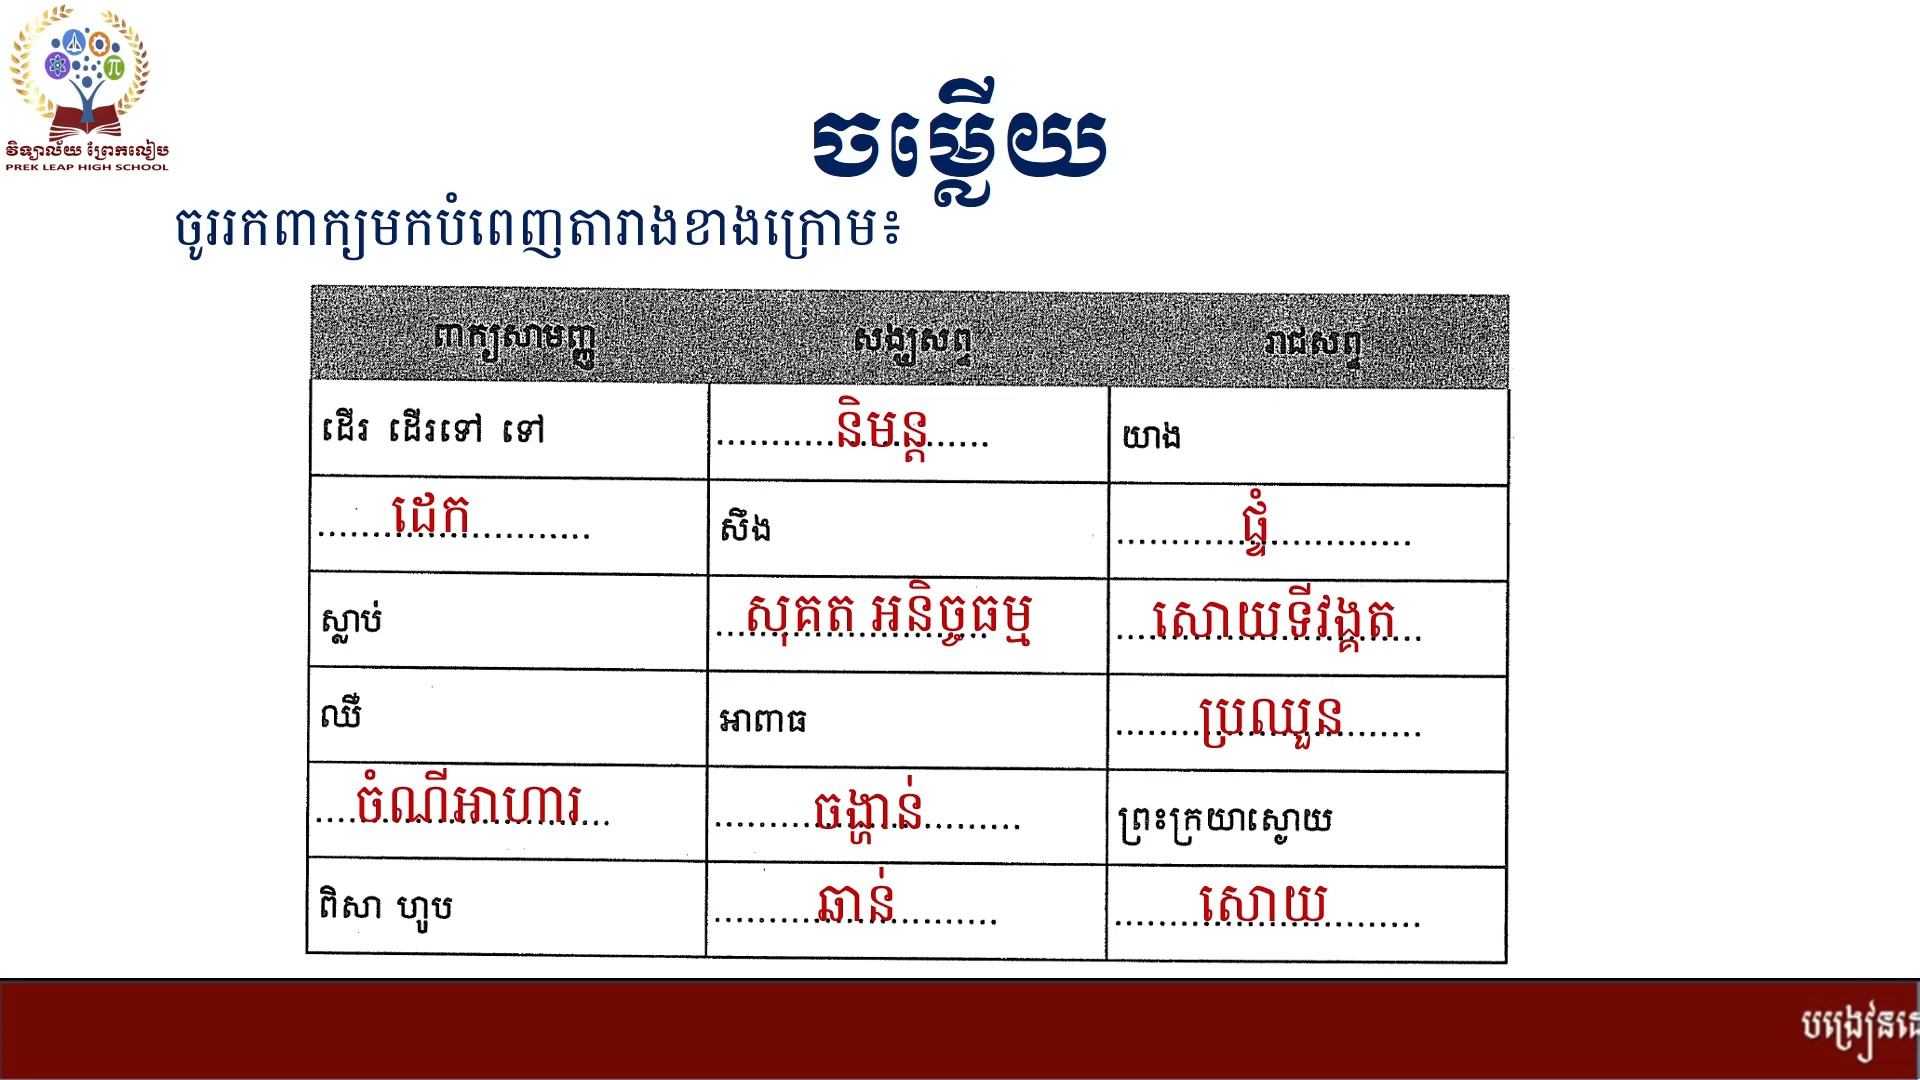 វិទ្យាល័យ ព្រែកលៀប
PREK LEAP HIGH SCHOOL
ចម្លើយ
ចូររកពាក្យមកបំពេញតារាងខាងក្រោម៖
ពាក្យសាមញ្ញ សង្ឃសព្ទ រាជសព្ទ
ដើរ ដើរទៅ ទៅ និមន្ត យាង
ដេក សឹង ផ្ទំ
ស្លាប់ សុគត អនិច្ចធម្ម សោយទីវង្គត
ឈឺ អាពាធ ប្រឈួន
ចំណីអាហារ ចង្ហាន់ ព្រះក្រយាស្ងោយ
ពិសា ហូប ឆាន់ សោយ
បង្រៀនដោ